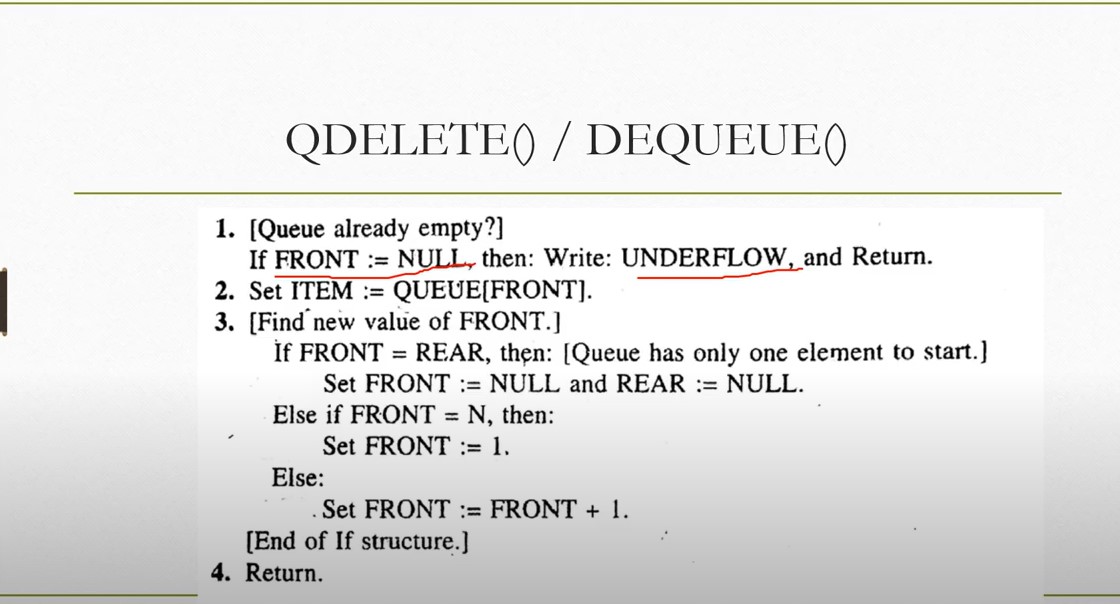 QDELETE() / DEQUEUE()
1. [Queue already empty?]
If FRONT := NULL, then: Write: UNDERFLOW, and Return.
2. Set ITEM := QUEUE[FRONT].
3. [Find new value of FRONT.]
If FRONT = REAR, then: [Queue has only one element to start.]
Set FRONT := NULL and REAR := NULL.
Else if FRONT = N, then:
Set FRONT := 1.
Else:
Set FRONT := FRONT + 1.
[End of If structure.]
4. Return.